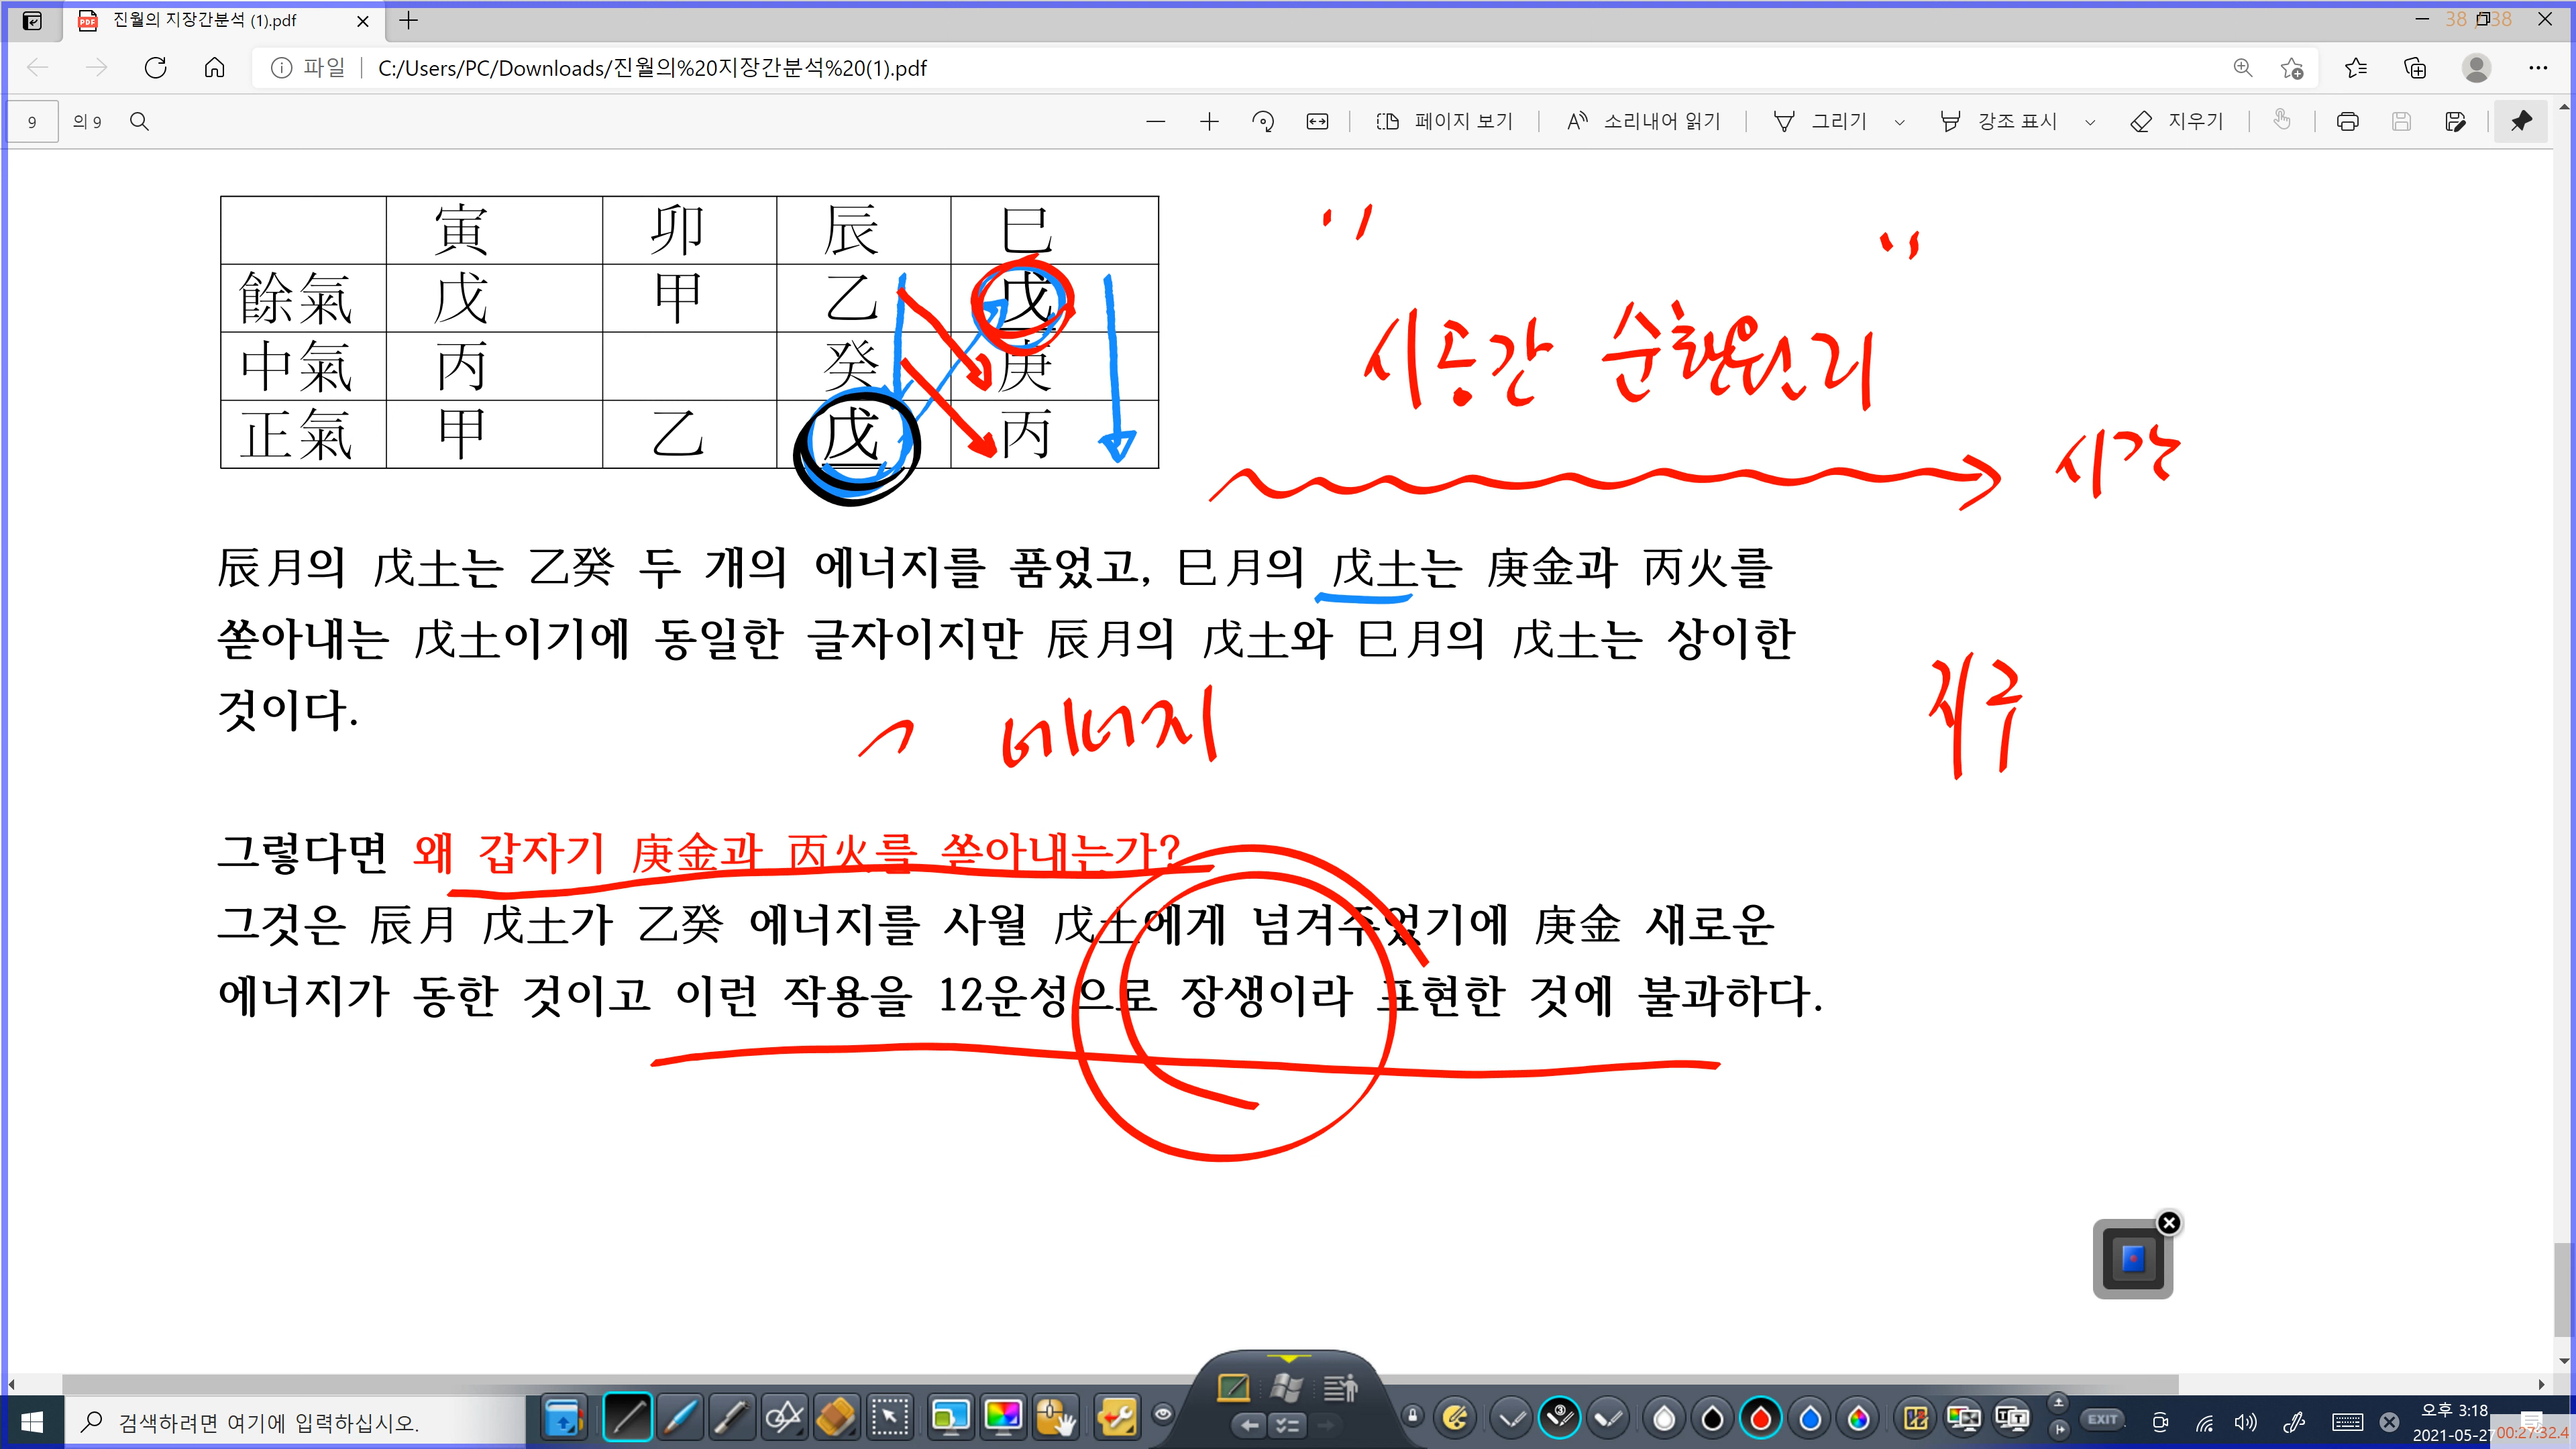 진월의 지장간분석 (1).pdf
38 / 38
파일 C:/Users/PC/Downloads/진월의%20지장간분석%20(1).pdf
9 의 9 페이지 보기 소리내어 읽기 그리기 강조 표시 지우기
寅 卯 辰 巳
餘氣 戊 甲 乙 戊
中氣 丙 癸 庚
正氣 甲 乙 戊 丙
시공간 순환원리
시간
辰月의 戊土는 乙癸 두 개의 에너지를 품었고, 巳月의 戊土는 庚金과 丙火를
쏟아내는 戊土이기에 동일한 글자이지만 辰月의 戊土와 巳月의 戊土는 상이한
것이다.
에너지
지구
그렇다면 왜 갑자기 庚金과 丙火를 쏟아내는가?
그것은 辰月 戊土가 乙癸 에너지를 사월 戊土에게 넘겨주었기에 庚金 새로운
에너지가 동한 것이고 이런 작용을 12운성으로 장생이라 표현한 것에 불과하다.
검색하려면 여기에 입력하십시오.
EXIT
오후 3:18
2021-05-27
00:27:32.4